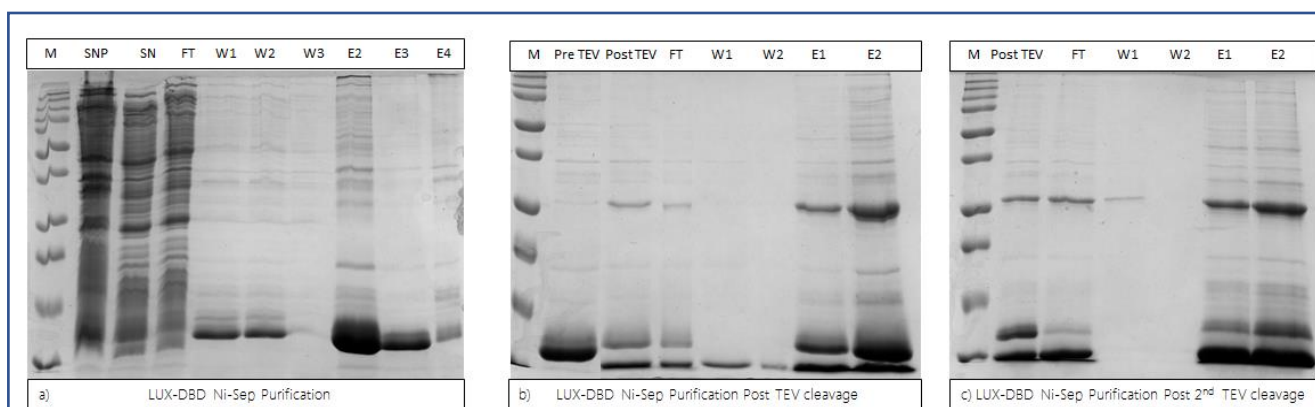 M SNP SN FT W1 W2 W3 E2 E3 E4
a) LUX-DBD Ni-Sep Purification
M Pre TEV Post TEV FT W1 W2 E1 E2
b) LUX-DBD Ni-Sep Purification Post TEV cleavage
M Post TEV FT W1 W2 E1 E2
c) LUX-DBD Ni-Sep Purification Post 2nd TEV cleavage